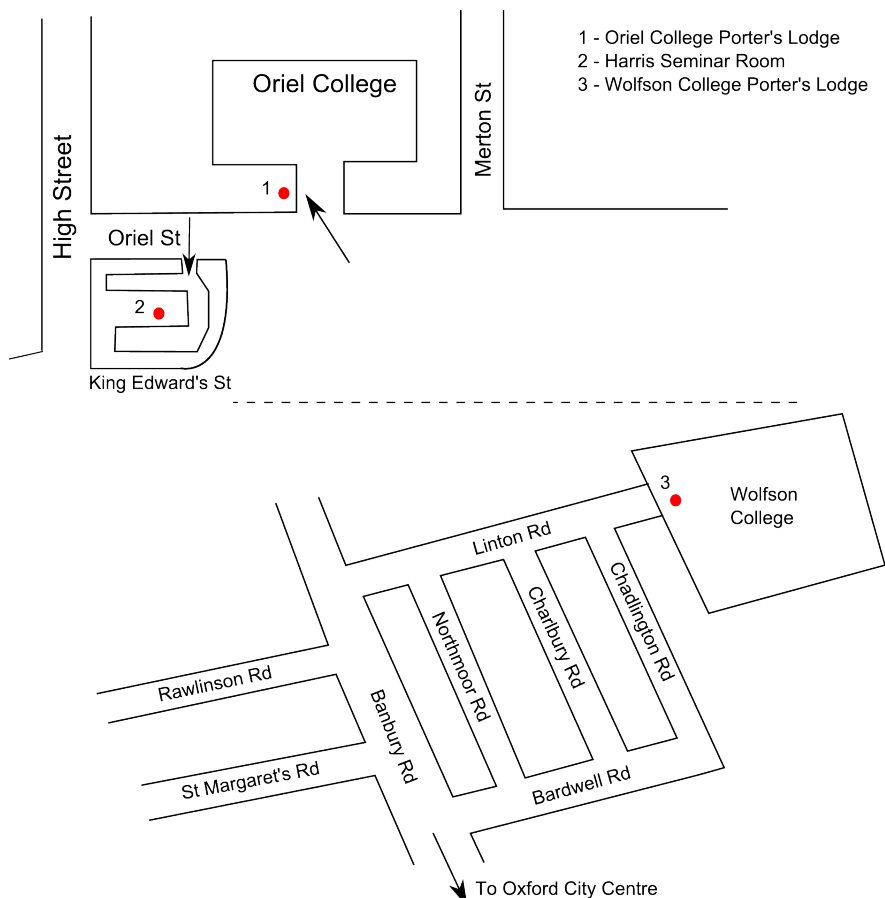 1 - Oriel College Porter's Lodge
2 - Harris Seminar Room
3 - Wolfson College Porter's Lodge
Oriel College
Merton St
High Street
1
Oriel St
2
King Edward's St
3
Wolfson
College
Linton Rd
Chadlington Rd
Charlbury Rd
Northmoor Rd
Rawlinson Rd
Banbury Rd
St Margaret's Rd
Bardwell Rd
To Oxford City Centre